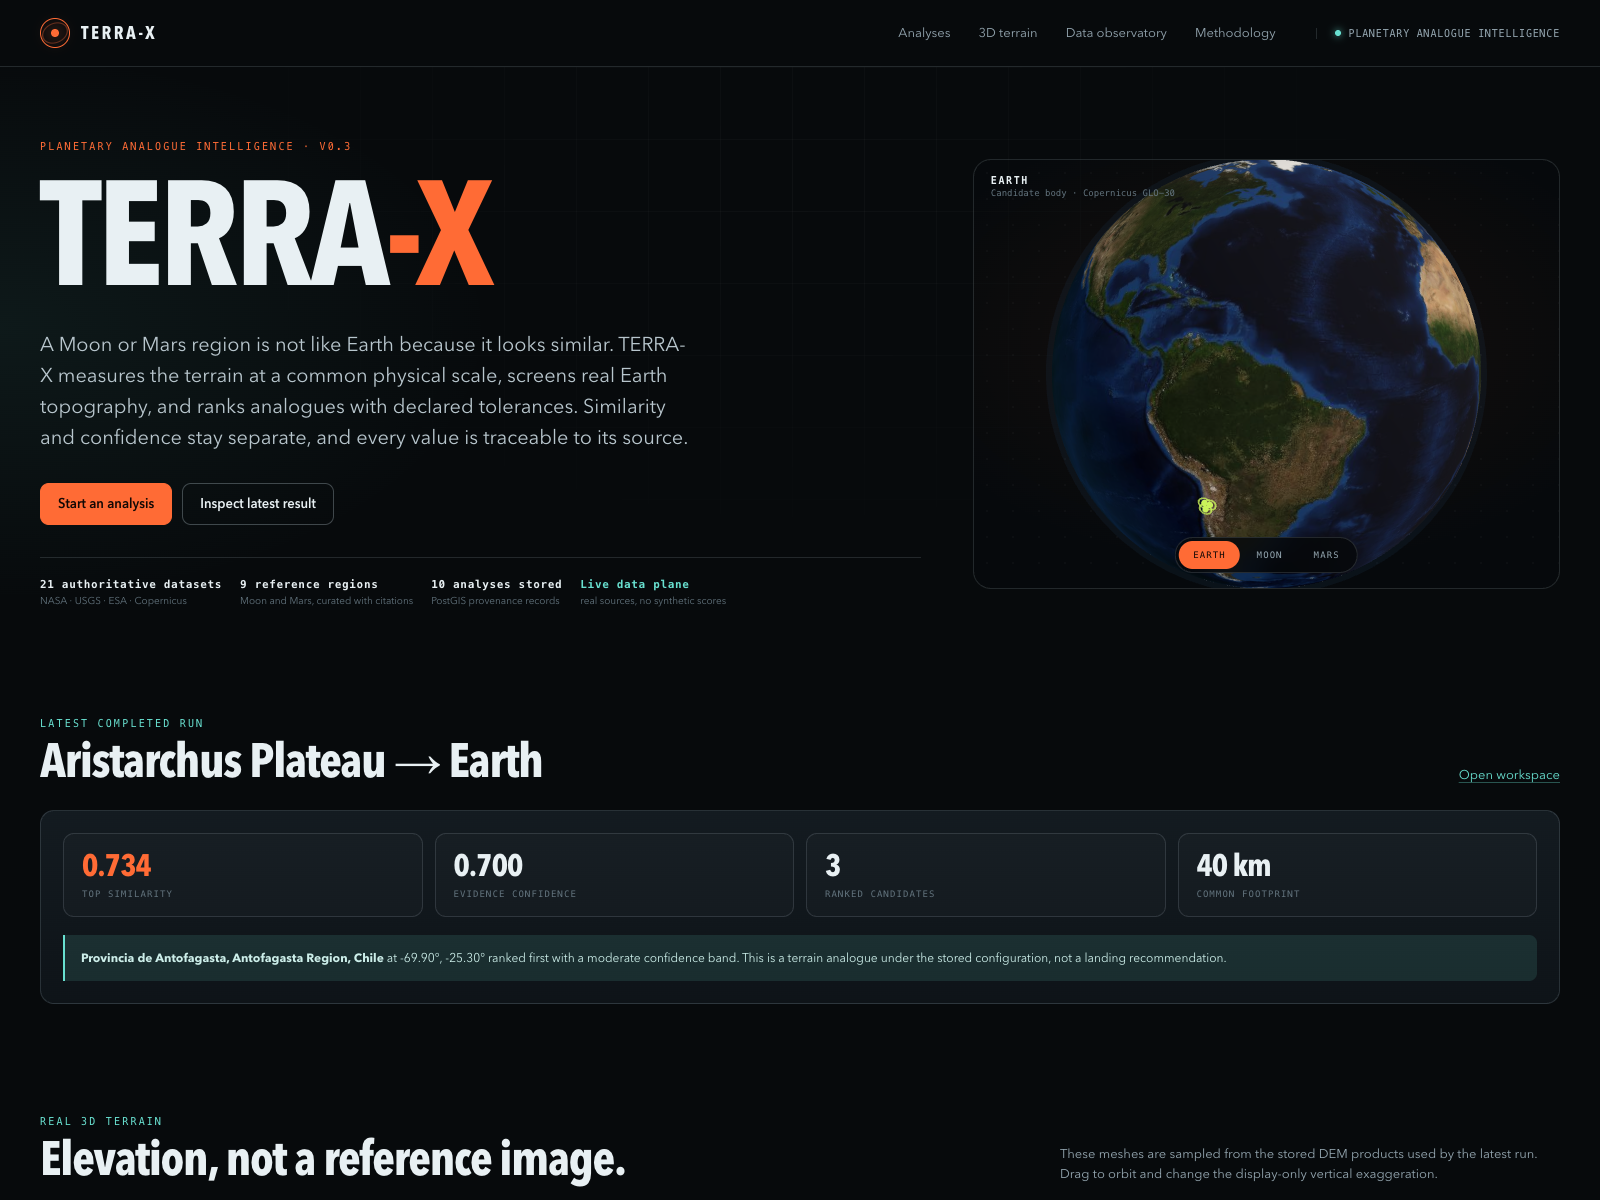 TERRA-X
Analyses
3D terrain
Data observatory
Methodology
PLANETARY ANALOGUE INTELLIGENCE
PLANETARY ANALOGUE INTELLIGENCE · V0.3
TERRA-X
A Moon or Mars region is not like Earth because it looks similar. TERRA-
X measures the terrain at a common physical scale, screens real Earth
topography, and ranks analogues with declared tolerances. Similarity
and confidence stay separate, and every value is traceable to its source.
Start an analysis
Inspect latest result
21 authoritative datasets
NASA · USGS · ESA · Copernicus
9 reference regions
Moon and Mars, curated with citations
10 analyses stored
PostGIS provenance records
Live data plane
real sources, no synthetic scores
EARTH
Candidate body · Copernicus GLO-30
EARTH
MOON
MARS
LATEST COMPLETED RUN
Aristarchus Plateau → Earth
Open workspace
0.734
TOP SIMILARITY
0.700
EVIDENCE CONFIDENCE
3
RANKED CANDIDATES
40 km
COMMON FOOTPRINT
Provincia de Antofagasta, Antofagasta Region, Chile at -69.90°, -25.30° ranked first with a moderate confidence band. This is a terrain analogue under the stored configuration, not a landing recommendation.
REAL 3D TERRAIN
Elevation, not a reference image.
These meshes are sampled from the stored DEM products used by the latest run.
Drag to orbit and change the display-only vertical exaggeration.